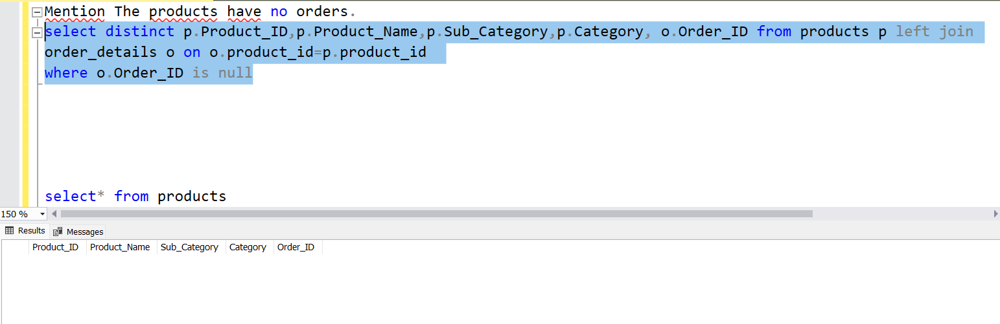 Mention The products have no orders.
select distinct p.Product_ID,p.Product_Name,p.Sub_Category,p.Category, o.Order_ID from products p left join
order_details o on o.product_id=p.product_id
where o.Order_ID is null
select* from products
150 %
Results Messages
Product_ID Product_Name Sub_Category Category Order_ID